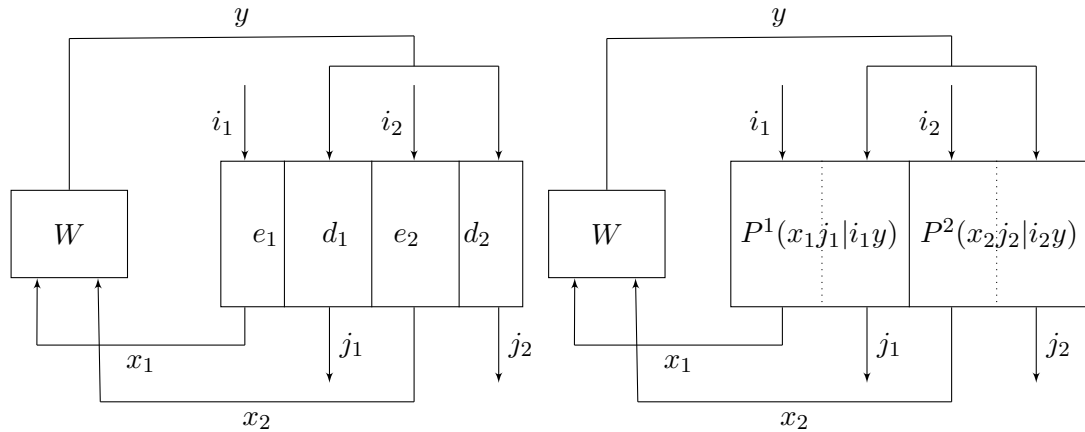 y y
i₁ i₂ i₁ i₂
W e₁ d₁ e₂ d₂ W P¹(x₁j₁|i₁y) P²(x₂j₂|i₂y)
x₁ j₁ j₂ x₁ j₁ j₂
x₂ x₂